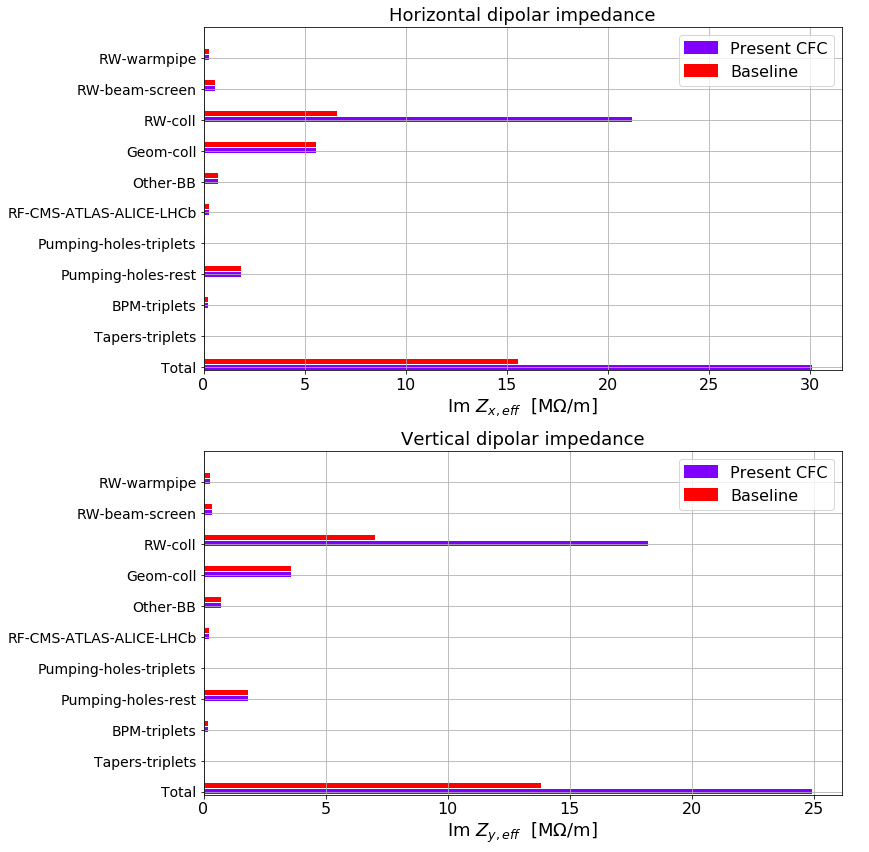 Horizontal dipolar impedance
Present CFC
Baseline
RW-warmpipe
RW-beam-screen
RW-coll
Geom-coll
Other-BB
RF-CMS-ATLAS-ALICE-LHCb
Pumping-holes-triplets
Pumping-holes-rest
BPM-triplets
Tapers-triplets
Total
0 5 10 15 20 25 30
Im Z_{x, eff} [MΩ/m]
Vertical dipolar impedance
Present CFC
Baseline
RW-warmpipe
RW-beam-screen
RW-coll
Geom-coll
Other-BB
RF-CMS-ATLAS-ALICE-LHCb
Pumping-holes-triplets
Pumping-holes-rest
BPM-triplets
Tapers-triplets
Total
0 5 10 15 20 25
Im Z_{y, eff} [MΩ/m]